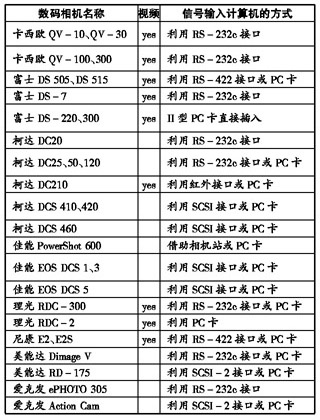 数码相机名称 视频 信号输入计算机的方式
卡西欧 QV-10、QV-30 yes 利用 RS-232c 接口
卡西欧 QV-100、300 yes 利用 RS-232c 接口
富士 DS 505、DS 515 yes 利用 RS-422 接口或 PC 卡
富士 DS-7 yes 利用 RS-232c 接口
富士 DS-220、300 yes II 型 PC 卡直接插入
柯达 DC20 利用 RS-232c 接口
柯达 DC25、50、120 利用 RS-232c 接口或 PC 卡
柯达 DC210 yes 利用红外接口或 PC 卡
柯达 DCS 410、420 利用 SCSI 接口或 PC 卡
柯达 DCS 460 利用 SCSI 接口或 PC 卡
佳能 PowerShot 600 借助相机站或 PC 卡
佳能 EOS DCS 1、3 利用 SCSI 接口或 PC 卡
佳能 EOS DCS 5 利用 SCSI 接口或 PC 卡
理光 RDC-300 yes 利用 RS-232c 接口或 PC 卡
理光 RDC-2 yes 利用 PC 卡
尼康 E2、E2S yes 利用 RS-422 接口或 PC 卡
美能达 Dimage V 利用 RS-232c 接口或 PC 卡
美能达 RD-175 利用 SCSI-2 接口或 PC 卡
爱克发 ePHOTO 305 利用 RS-232c 接口
爱克发 Action Cam 利用 SCSI-2 接口或 PC 卡